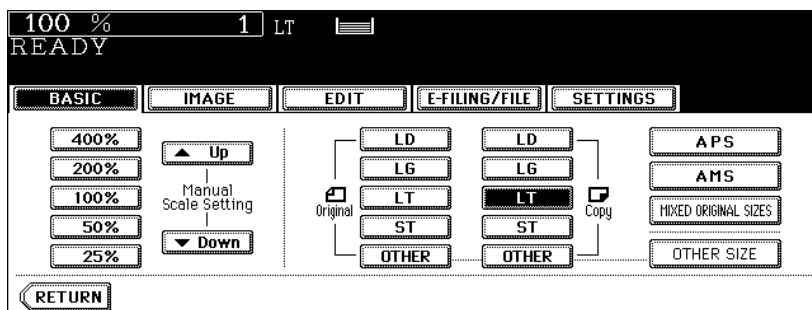 100 % 1 LT
READY
BASIC IMAGE EDIT E-FILING/FILE SETTINGS
400% Up LD LD APS
200% LG LG AMS
100% Manual Scale Setting Original LT LT Copy MIXED ORIGINAL SIZES
50% Down ST ST
25% OTHER OTHER OTHER SIZE
RETURN